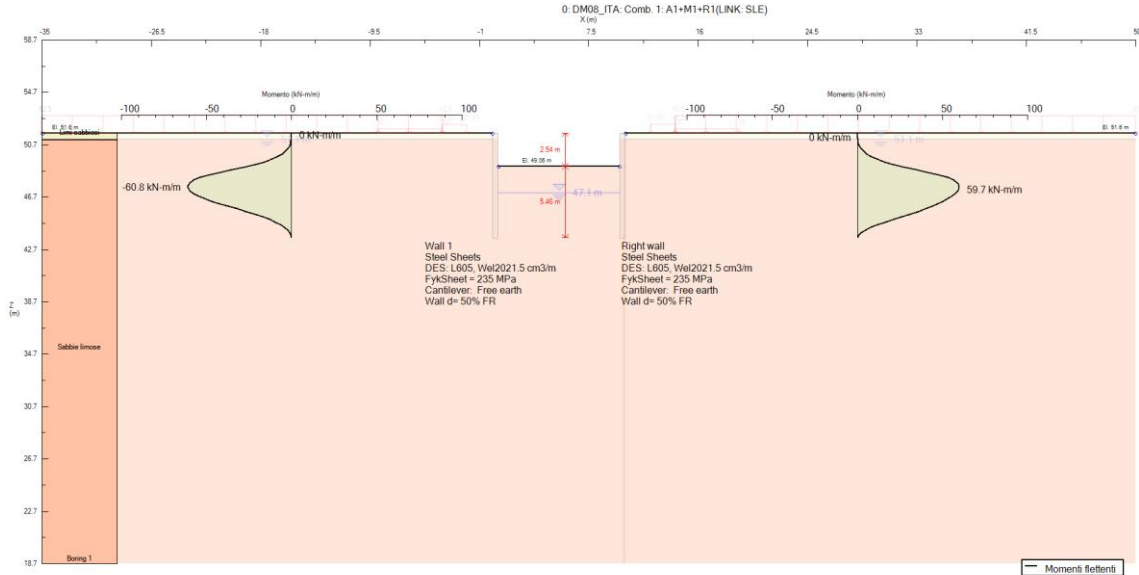 0: DM08_ITA: Comb. 1: A1+M1+R1(LINK: SLE)
X (m)
-35 -26.5 -18 -9.5 -1 7.5 16 24.5 33 41.5 50
58.7
54.7
50.7
46.7
42.7
38.7
34.7
30.7
26.7
22.7
18.7
Z
(m)
Momento (kN-m/m)
-100 -50 0 50 100
Momento (kN-m/m)
-100 -50 0 50 100
El. 51.6 m
Limi sabbiosi
0 kN-m/m
2.54 m
El. 49.06 m
0 kN-m/m
51.1 m
El. 51.6 m
-60.8 kN-m/m
47.1 m
5.46 m
59.7 kN-m/m
Wall 1
Steel Sheets
DES: L605, Wel2021.5 cm3/m
FykSheet = 235 MPa
Cantilever: Free earth
Wall d= 50% FR
Right wall
Steel Sheets
DES: L605, Wel2021.5 cm3/m
FykSheet = 235 MPa
Cantilever: Free earth
Wall d= 50% FR
Sabbie limose
Boring 1
Momenti flettenti